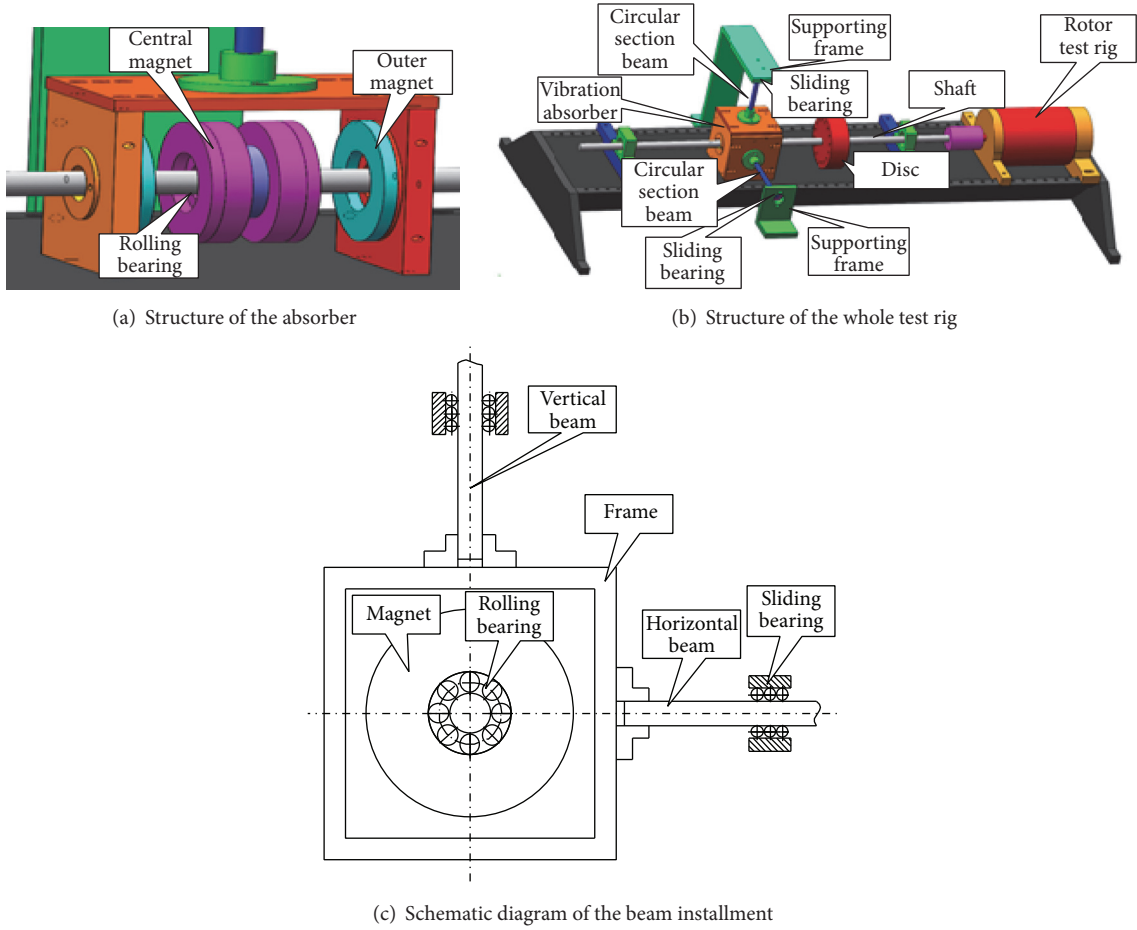 Central
magnet
Outer
magnet
Rolling
bearing
(a) Structure of the absorber
Circular
section
beam
Supporting
frame
Rotor
test rig
Sliding
bearing
Shaft
Vibration
absorber
Circular
section
beam
Disc
Sliding
bearing
Supporting
frame
(b) Structure of the whole test rig
Vertical
beam
Frame
Magnet
Rolling
bearing
Horizontal
beam
Sliding
bearing
(c) Schematic diagram of the beam installment